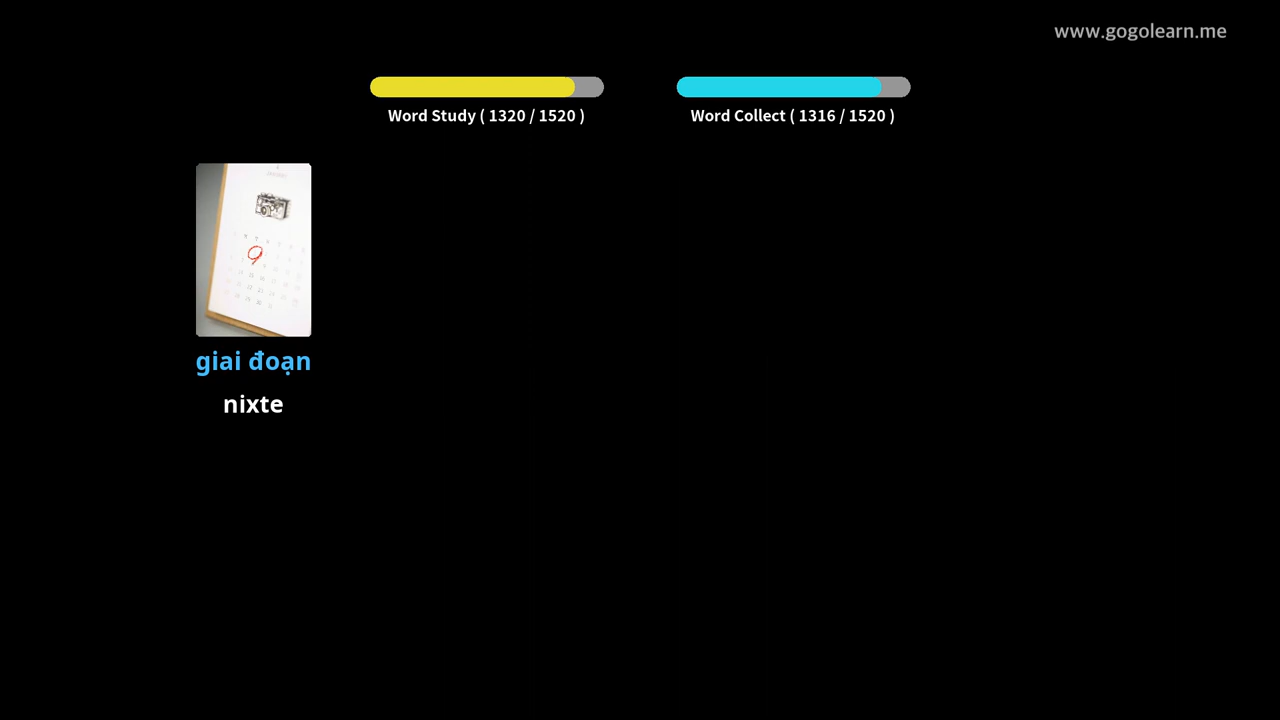 www.gogolearn.me
Word Study ( 1320 / 1520 )
Word Collect ( 1316 / 1520 )
giai đoạn
nixte